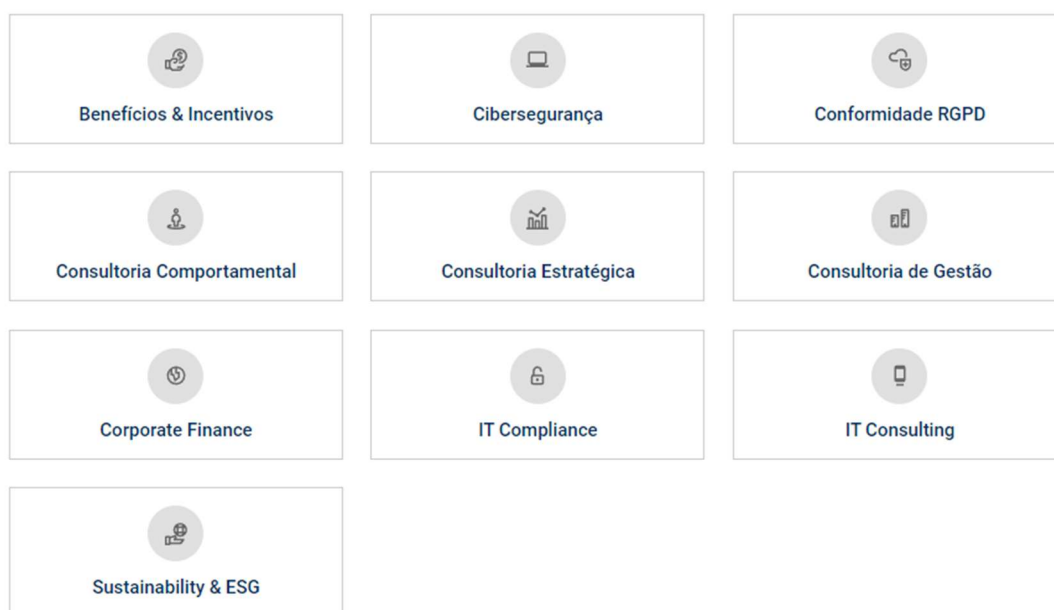 Benefícios & Incentivos
Cibersegurança
Conformidade RGPD
Consultoria Comportamental
Consultoria Estratégica
Consultoria de Gestão
Corporate Finance
IT Compliance
IT Consulting
Sustainability & ESG